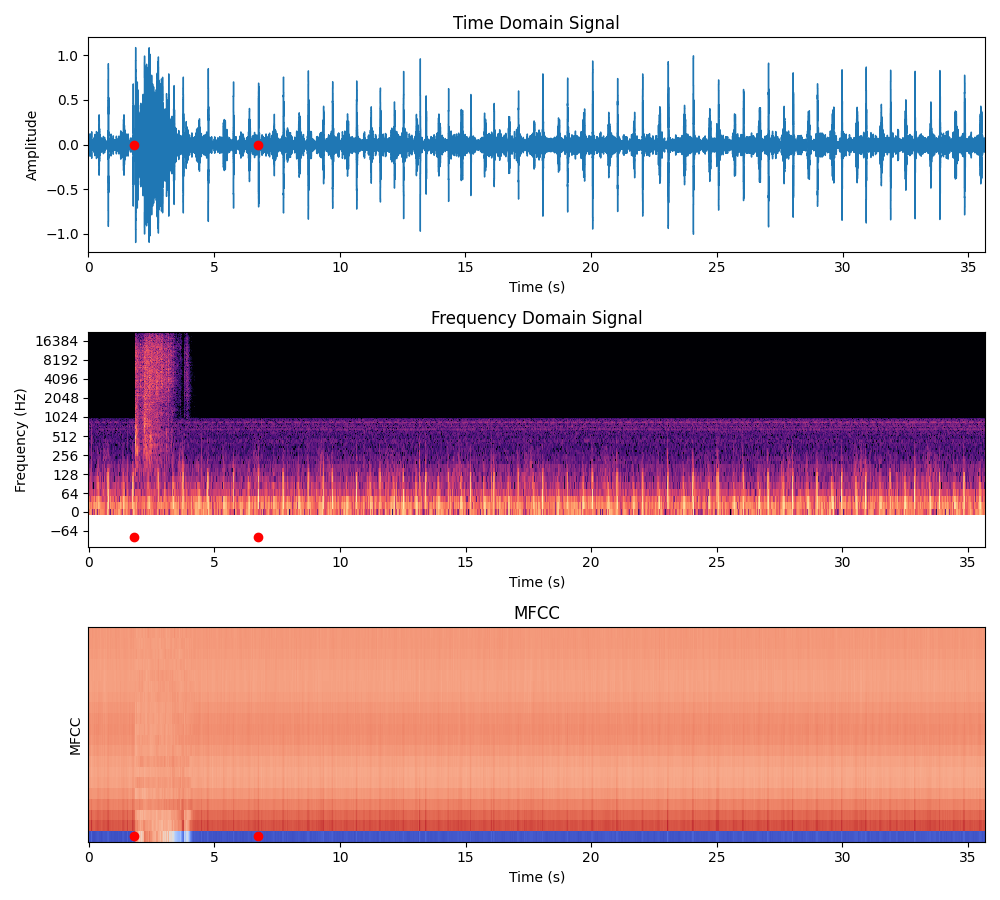 Time Domain Signal
1.0
0.5
0.0
−0.5
−1.0
Amplitude
0 5 10 15 20 25 30 35
Time (s)
Frequency Domain Signal
16384
8192
4096
2048
1024
512
256
128
64
0
−64
Frequency (Hz)
0 5 10 15 20 25 30 35
Time (s)
MFCC
MFCC
0 5 10 15 20 25 30 35
Time (s)